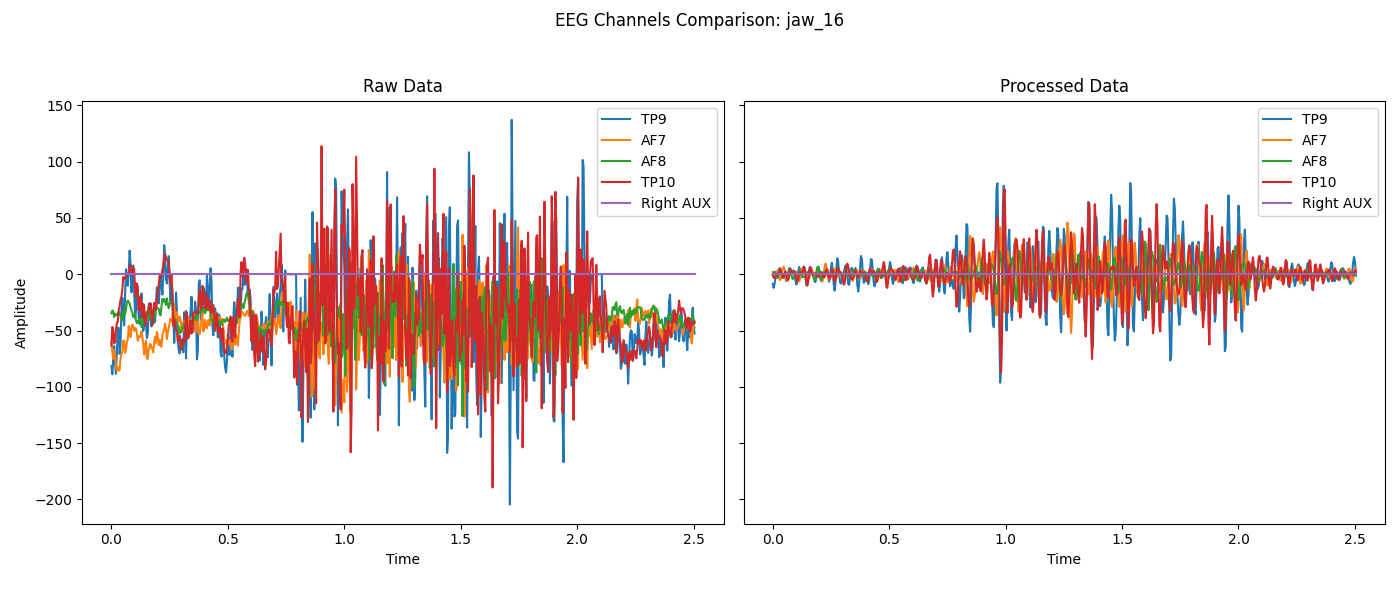 EEG Channels Comparison: jaw_16
Raw Data
Amplitude
150
100
50
0
−50
−100
−150
−200
TP9
AF7
AF8
TP10
Right AUX
0.0 0.5 1.0 1.5 2.0 2.5
Time
Processed Data
TP9
AF7
AF8
TP10
Right AUX
0.0 0.5 1.0 1.5 2.0 2.5
Time